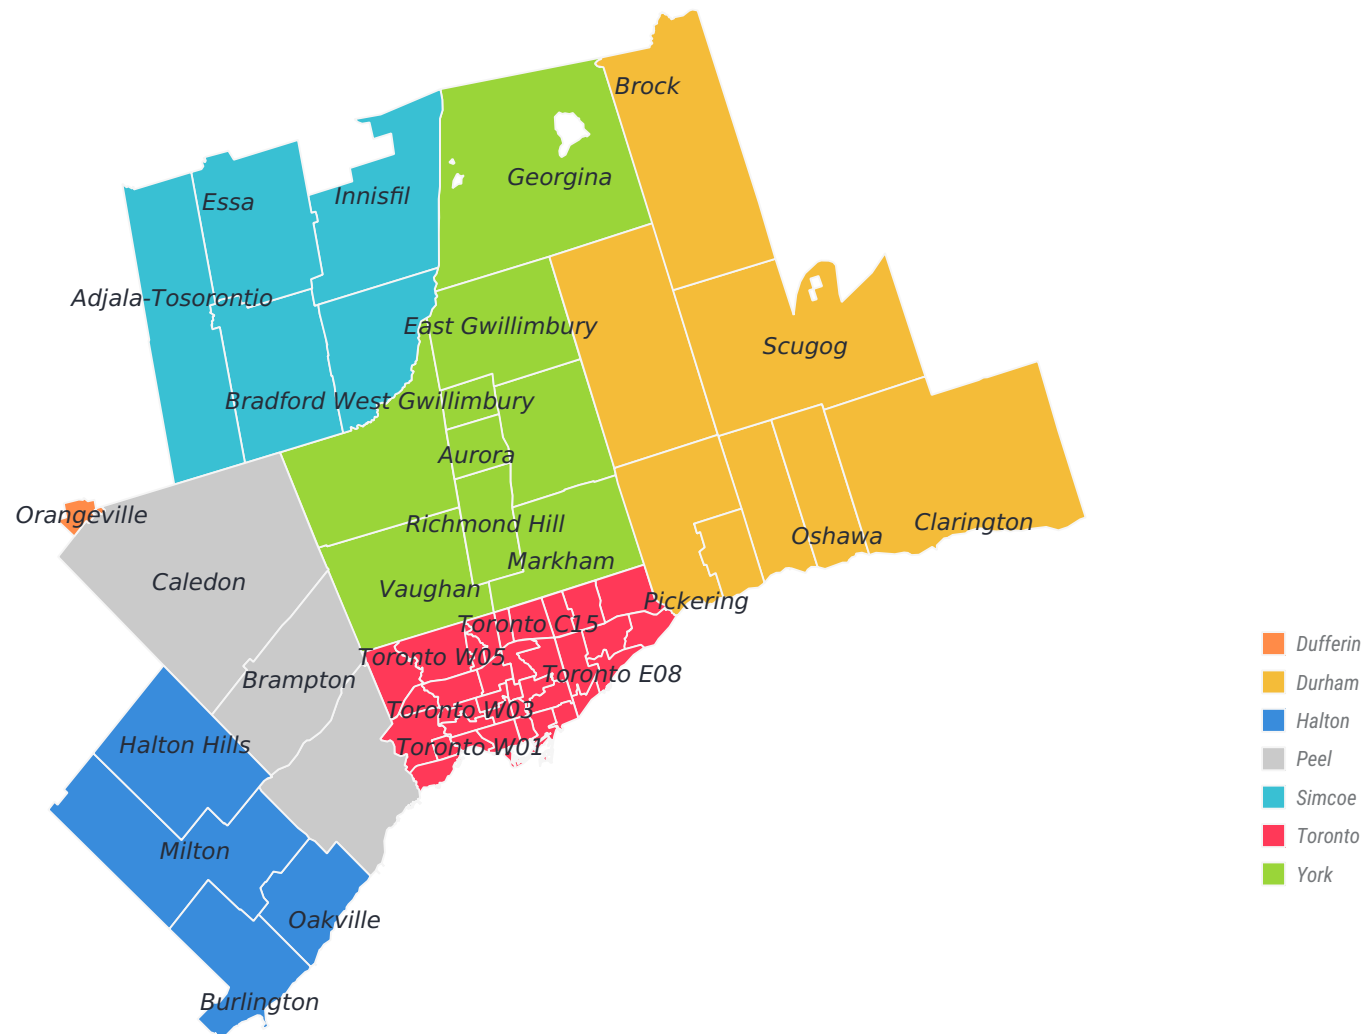 Brock
Georgina
Essa
Innisfil
Adjala-Tosorontio
East Gwillimbury
Scugog
Bradford West Gwillimbury
Aurora
Orangeville
Richmond Hill
Clarington
Oshawa
Markham
Caledon
Vaughan
Pickering
Toronto C15
Toronto W05
Toronto E08
Brampton
Toronto W03
Halton Hills
Toronto W01
Milton
Oakville
Burlington
Dufferin
Durham
Halton
Peel
Simcoe
Toronto
York